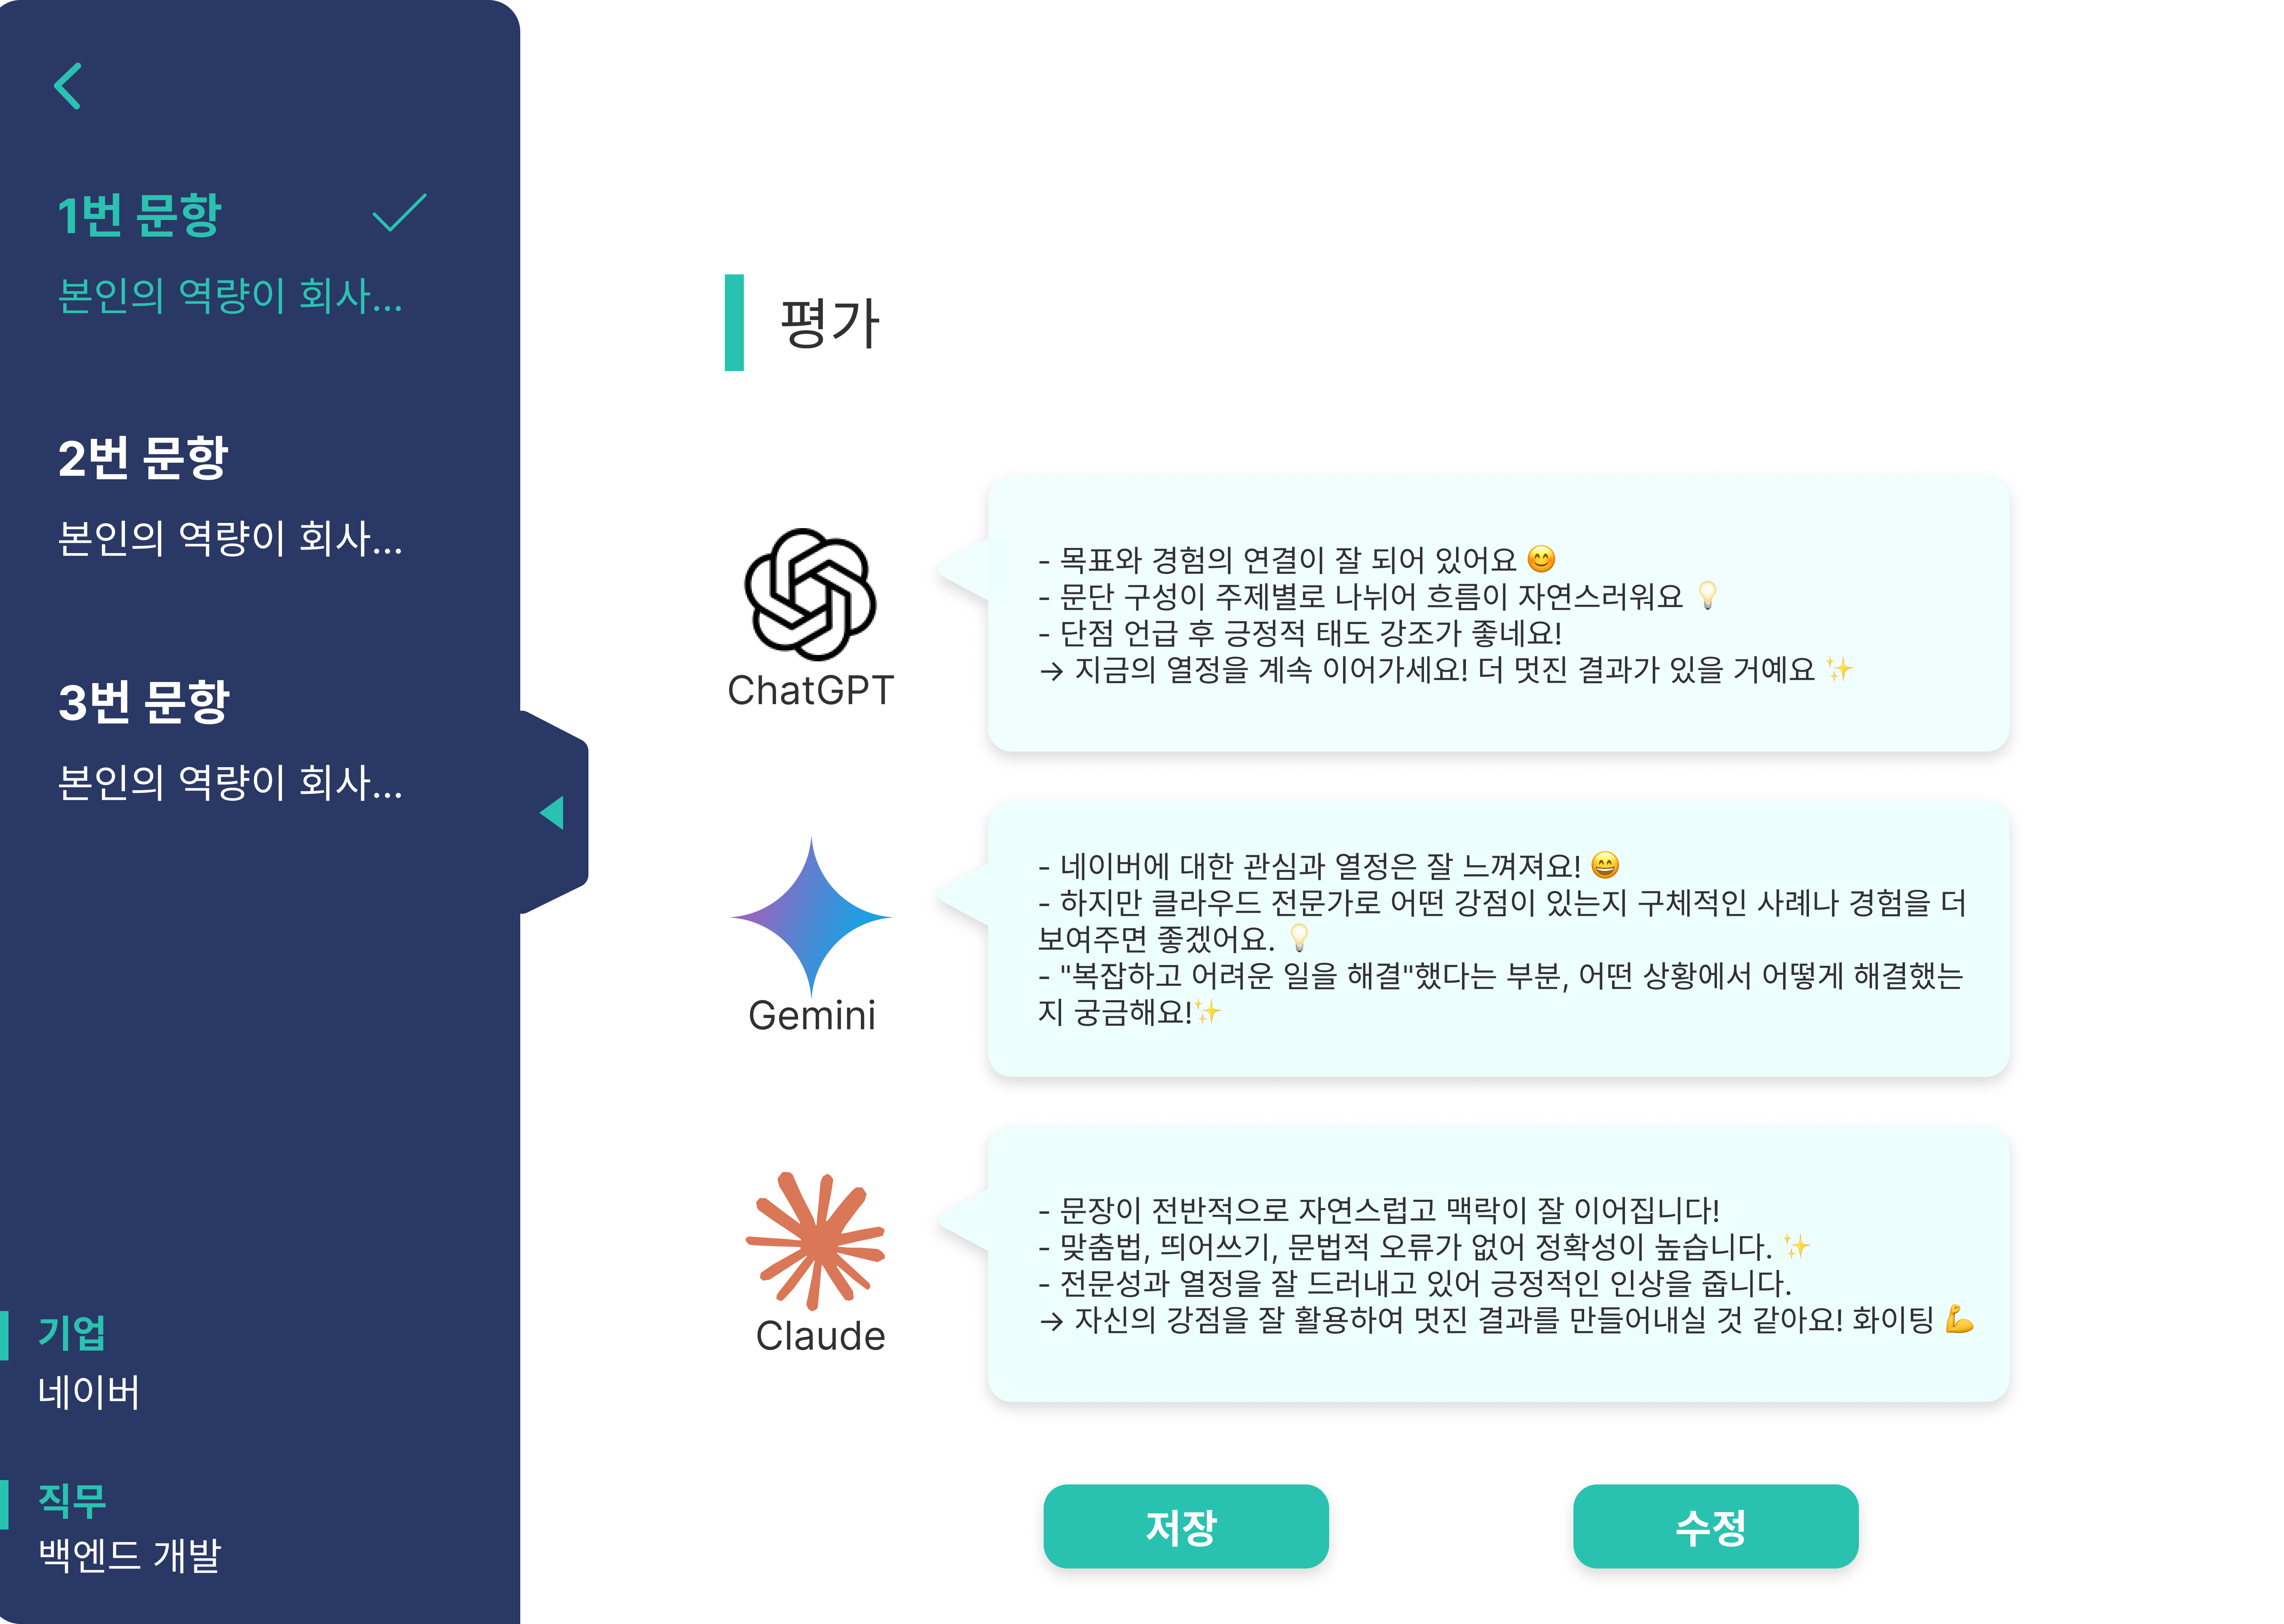 1번 문항
본인의 역량이 회사...
2번 문항
본인의 역량이 회사...
3번 문항
본인의 역량이 회사...
기업
네이버
직무
백엔드 개발
평가
ChatGPT
- 목표와 경험의 연결이 잘 되어 있어요 😊
- 문단 구성이 주제별로 나뉘어 흐름이 자연스러워요 💡
- 단점 언급 후 긍정적 태도 강조가 좋네요!
→ 지금의 열정을 계속 이어가세요! 더 멋진 결과가 있을 거예요 ✨
Gemini
- 네이버에 대한 관심과 열정은 잘 느껴져요! 😄
- 하지만 클라우드 전문가로 어떤 강점이 있는지 구체적인 사례나 경험을 더
보여주면 좋겠어요. 💡
- "복잡하고 어려운 일을 해결"했다는 부분, 어떤 상황에서 어떻게 해결했는
지 궁금해요!✨
Claude
- 문장이 전반적으로 자연스럽고 맥락이 잘 이어집니다!
- 맞춤법, 띄어쓰기, 문법적 오류가 없어 정확성이 높습니다. ✨
- 전문성과 열정을 잘 드러내고 있어 긍정적인 인상을 줍니다.
→ 자신의 강점을 잘 활용하여 멋진 결과를 만들어내실 것 같아요! 화이팅 💪
저장
수정